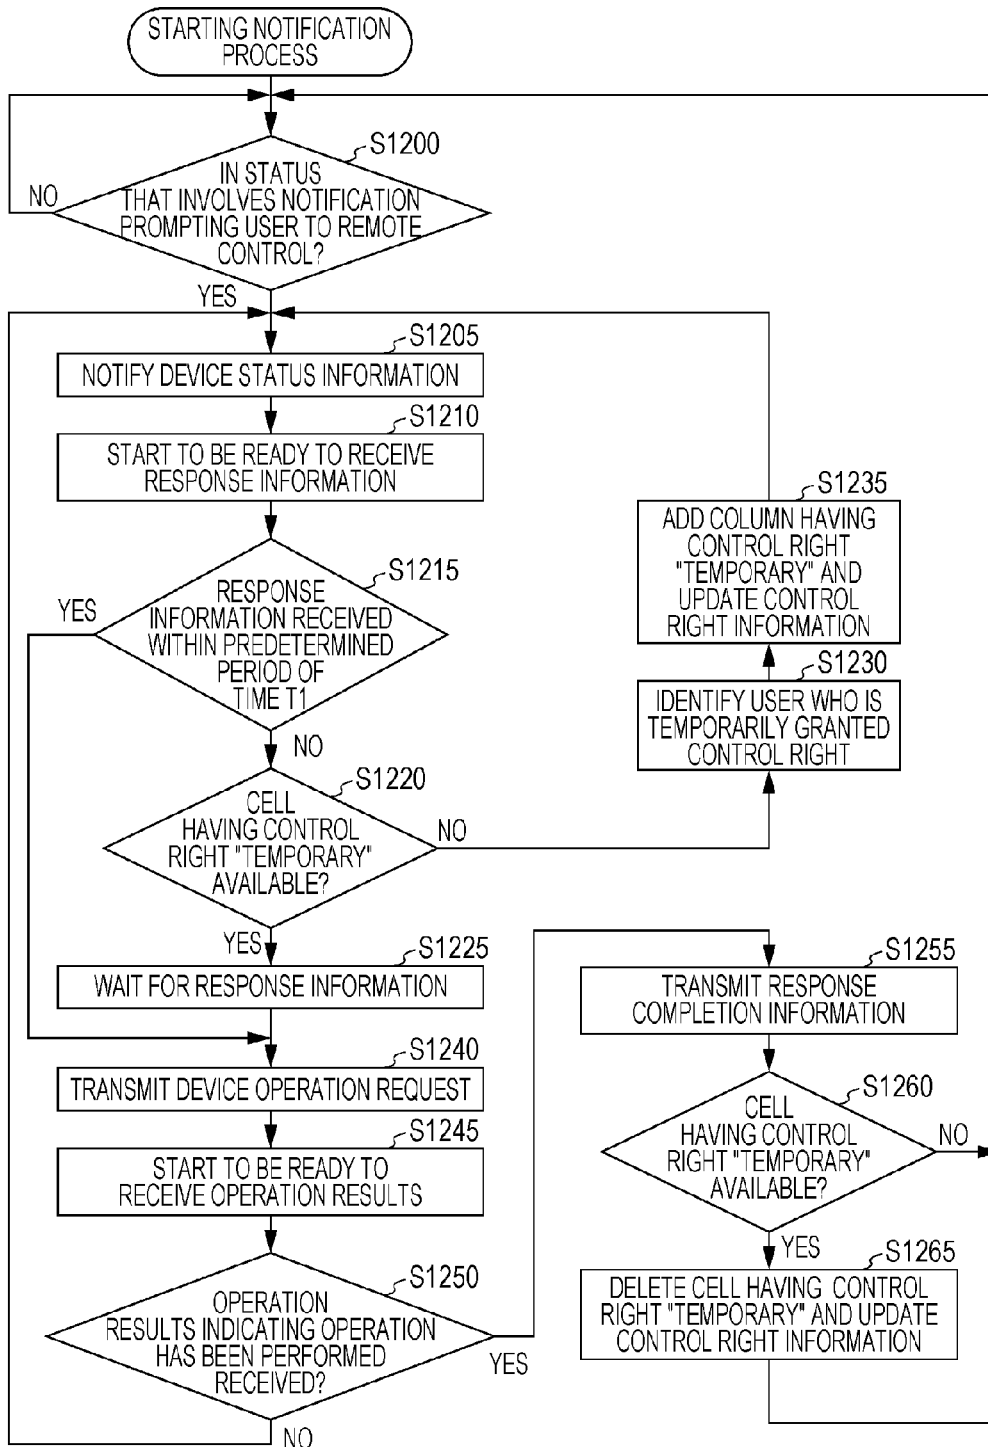 STARTING NOTIFICATION
PROCESS
S1200
IN STATUS
THAT INVOLVES NOTIFICATION
PROMPTING USER TO REMOTE
CONTROL?
NO
YES
S1205
NOTIFY DEVICE STATUS INFORMATION
S1210
START TO BE READY TO RECEIVE
RESPONSE INFORMATION
S1215
RESPONSE
INFORMATION RECEIVED
WITHIN PREDETERMINED
PERIOD OF
TIME T1
YES
NO
S1220
CELL
HAVING CONTROL
RIGHT "TEMPORARY"
AVAILABLE?
NO
YES
S1225
WAIT FOR RESPONSE INFORMATION
S1235
ADD COLUMN HAVING
CONTROL RIGHT
"TEMPORARY" AND
UPDATE CONTROL
RIGHT INFORMATION
S1230
IDENTIFY USER WHO IS
TEMPORARILY GRANTED
CONTROL RIGHT
S1240
TRANSMIT DEVICE OPERATION REQUEST
S1245
START TO BE READY TO
RECEIVE OPERATION RESULTS
S1250
OPERATION
RESULTS INDICATING OPERATION
HAS BEEN PERFORMED
RECEIVED?
YES
NO
S1255
TRANSMIT RESPONSE
COMPLETION INFORMATION
S1260
CELL
HAVING CONTROL
RIGHT "TEMPORARY"
AVAILABLE?
NO
YES
S1265
DELETE CELL HAVING CONTROL
RIGHT "TEMPORARY" AND UPDATE
CONTROL RIGHT INFORMATION